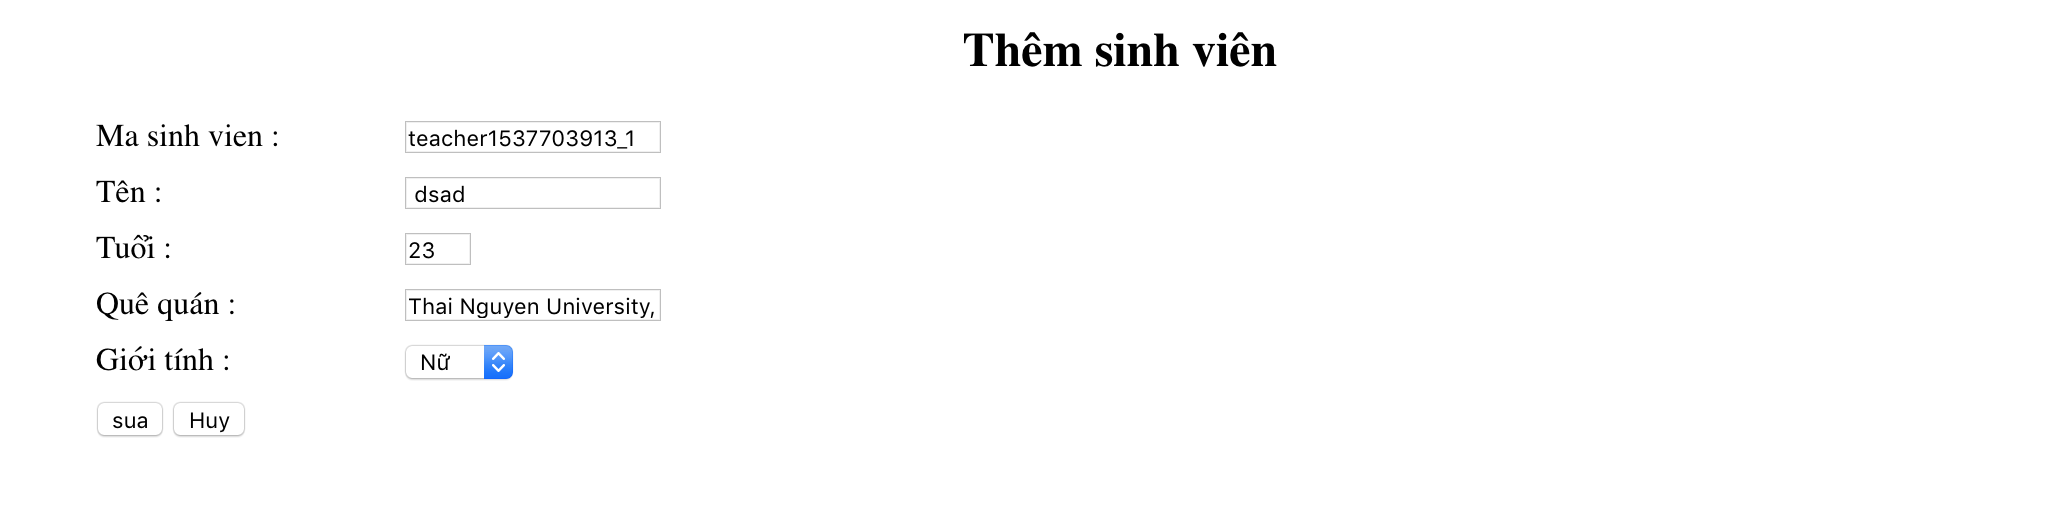 Thêm sinh viên
Ma sinh vien : teacher1537703913_1
Tên : dsad
Tuổi : 23
Quê quán : Thai Nguyen University,
Giới tính : Nữ
sua Huy